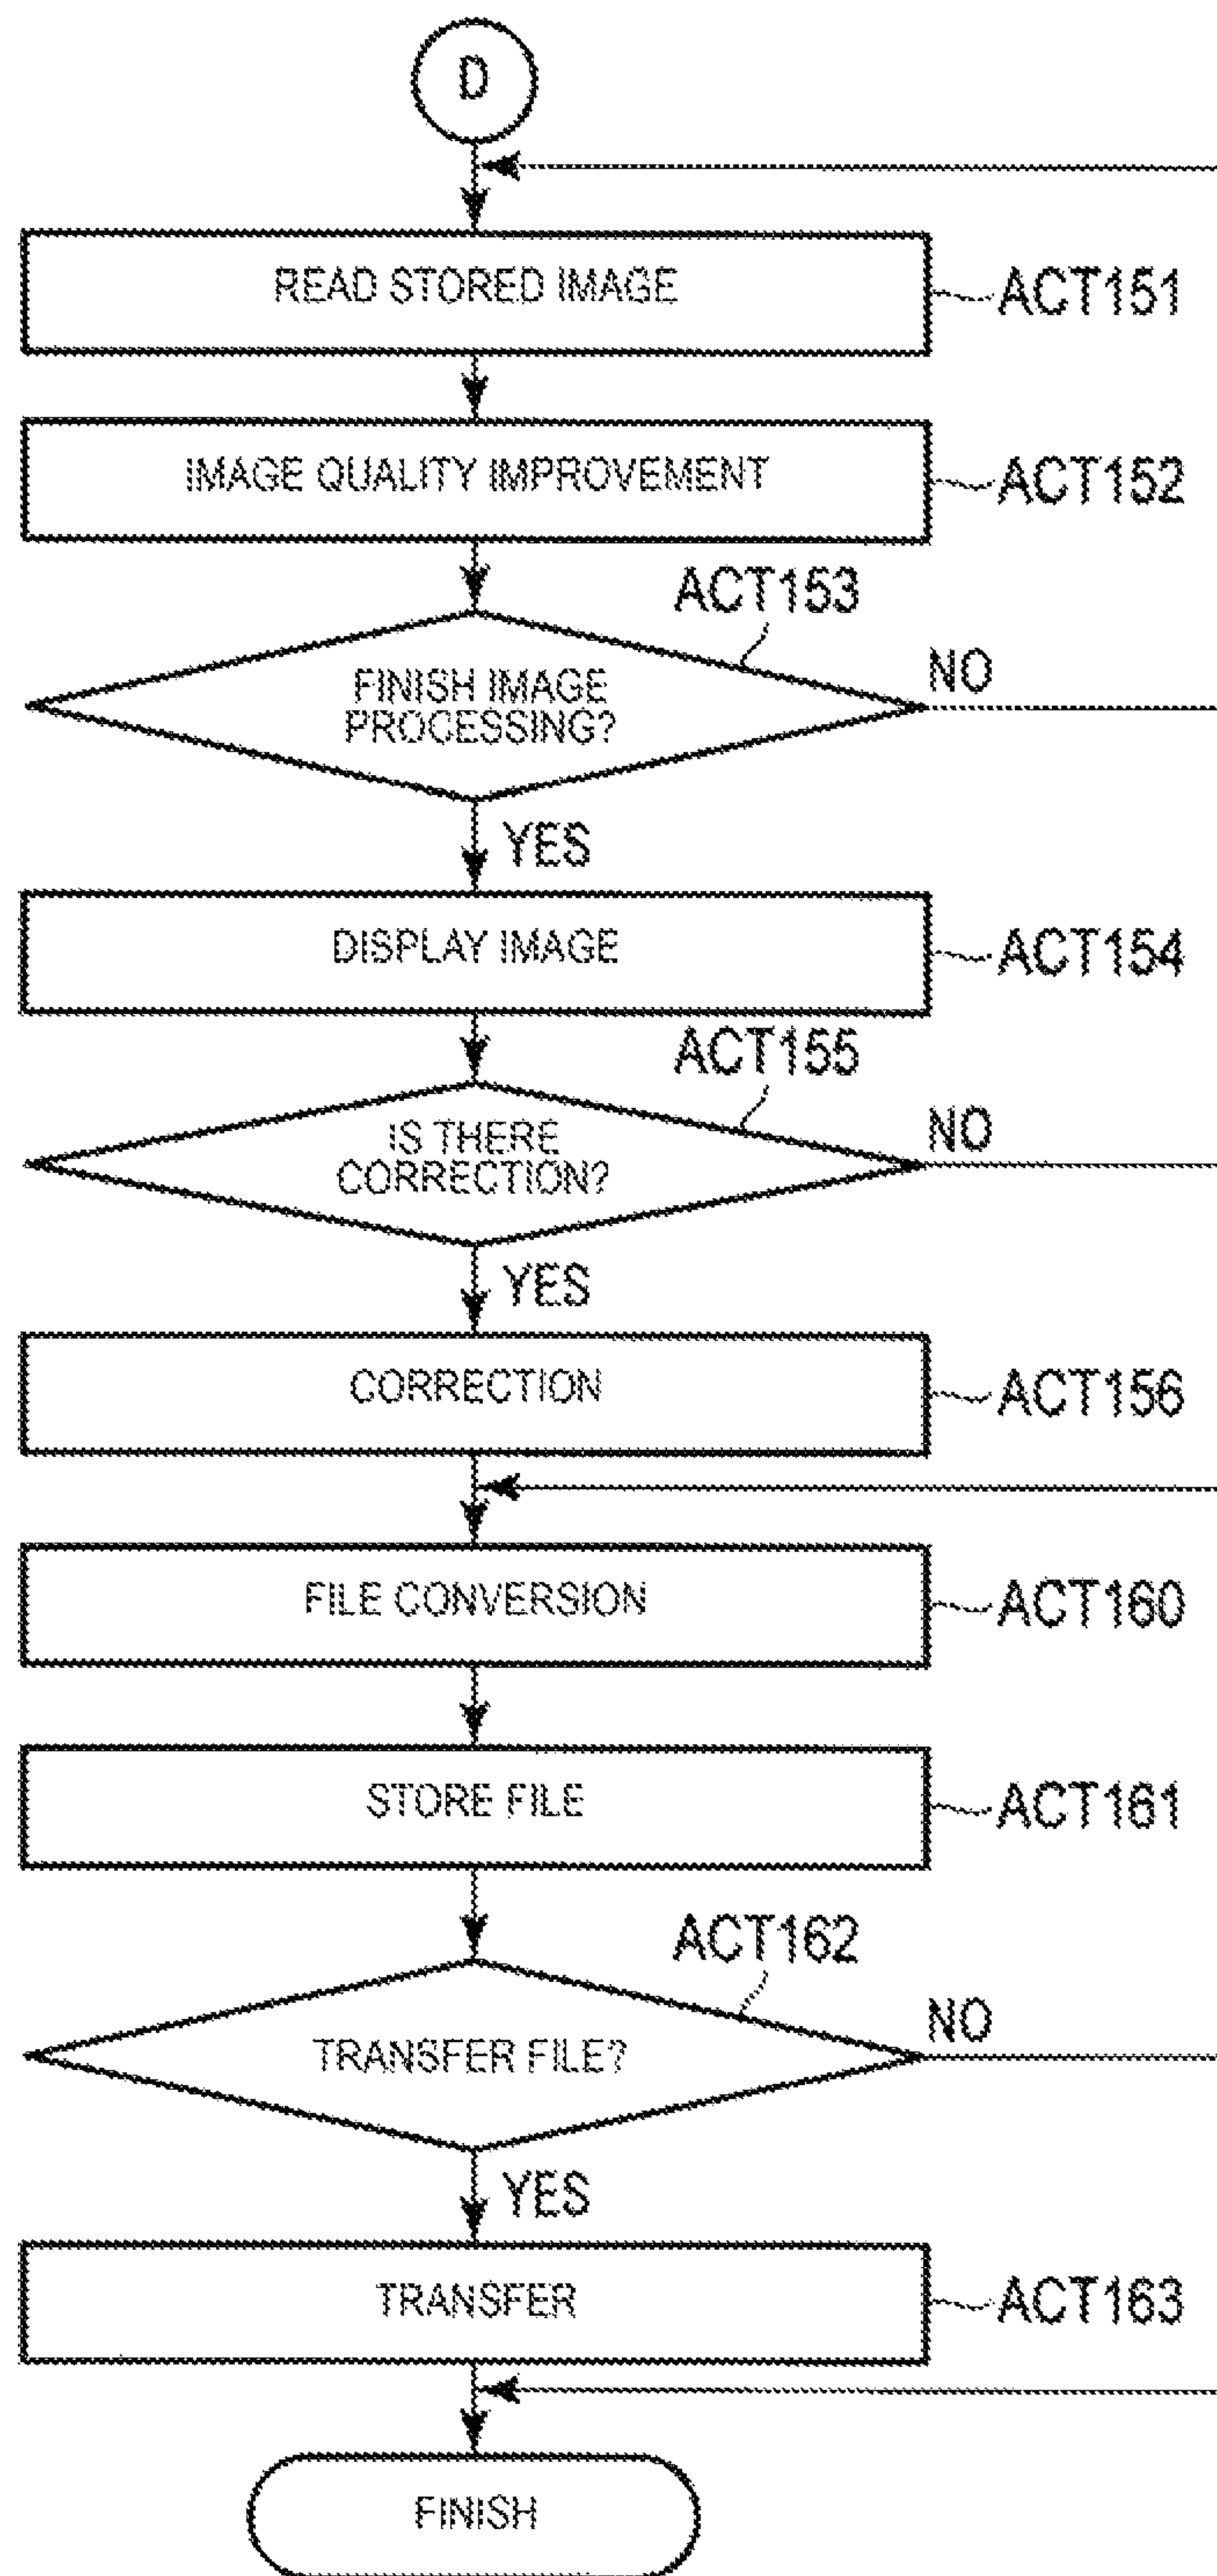 D
READ STORED IMAGE
ACT151
IMAGE QUALITY IMPROVEMENT
ACT152
ACT153
FINISH IMAGE
PROCESSING?
NO
YES
DISPLAY IMAGE
ACT154
ACT155
IS THERE
CORRECTION?
NO
YES
CORRECTION
ACT156
FILE CONVERSION
ACT160
STORE FILE
ACT161
ACT162
TRANSFER FILE?
NO
YES
TRANSFER
ACT163
FINISH